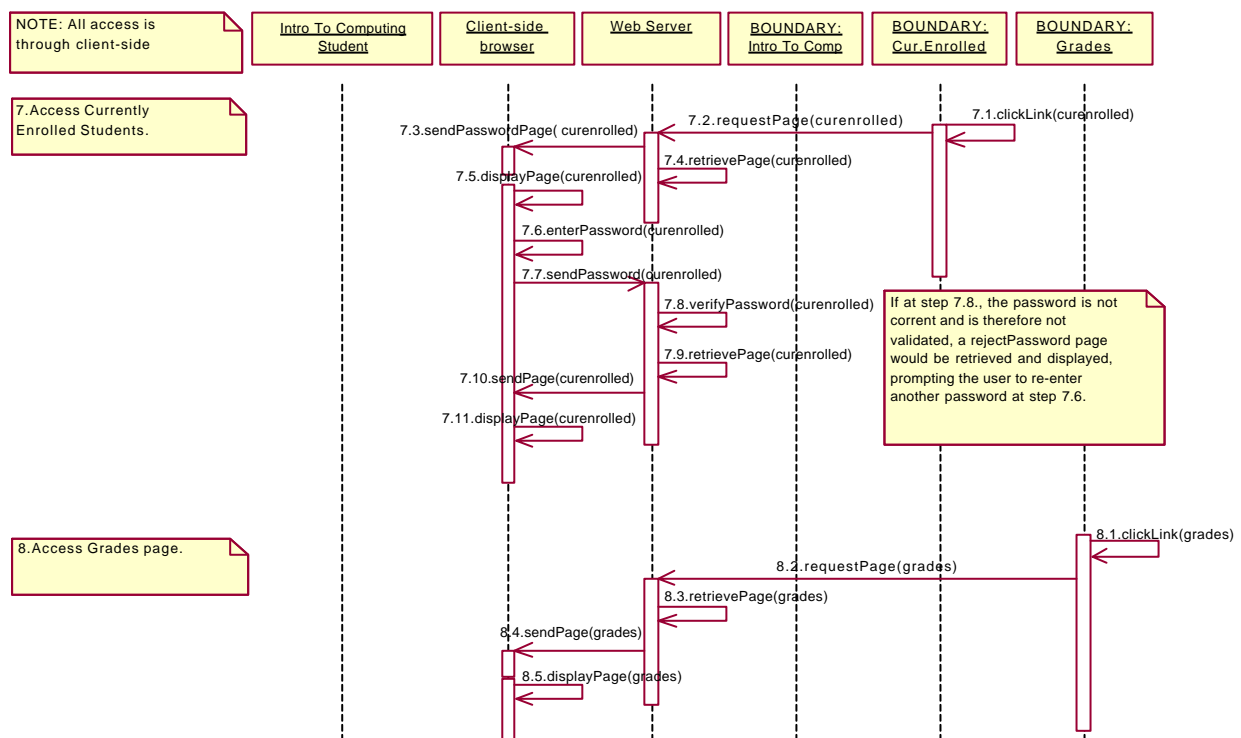 NOTE: All access is
through client-side
Intro To Computing
Student
Client-side
browser
Web Server
BOUNDARY:
Intro To Comp
BOUNDARY:
Cur.Enrolled
BOUNDARY:
Grades
7.Access Currently
Enrolled Students.
7.1.clickLink(curenrolled)
7.2.requestPage(curenrolled)
7.3.sendPasswordPage( curenrolled)
7.4.retrievePage(curenrolled)
7.5.displayPage(curenrolled)
7.6.enterPassword(curenrolled)
7.7.sendPassword(curenrolled)
7.8.verifyPassword(curenrolled)
7.9.retrievePage(curenrolled)
7.10.sendPage(curenrolled)
7.11.displayPage(curenrolled)
If at step 7.8., the password is not
corrent and is therefore not
validated, a rejectPassword page
would be retrieved and displayed,
prompting the user to re-enter
another password at step 7.6.
8.Access Grades page.
8.1.clickLink(grades)
8.2.requestPage(grades)
8.3.retrievePage(grades)
8.4.sendPage(grades)
8.5.displayPage(grades)